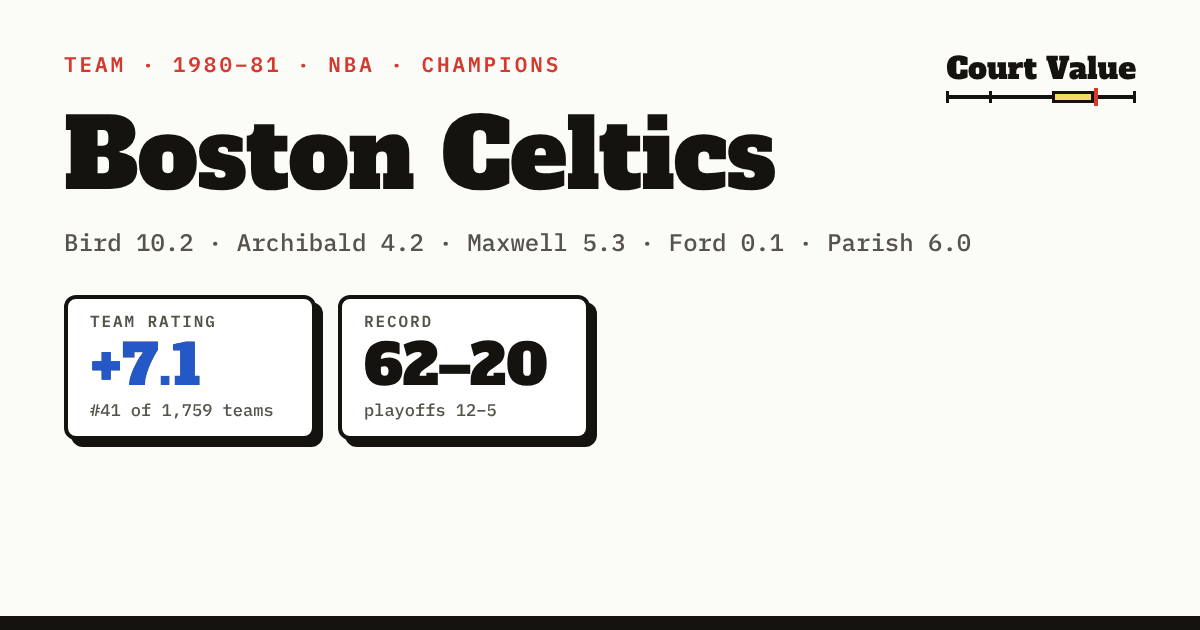 TEAM · 1980–81 · NBA · CHAMPIONS
Court Value
Boston Celtics
Bird 10.2 · Archibald 4.2 · Maxwell 5.3 · Ford 0.1 · Parish 6.0
TEAM RATING
+7.1
#41 of 1,759 teams
RECORD
62–20
playoffs 12–5